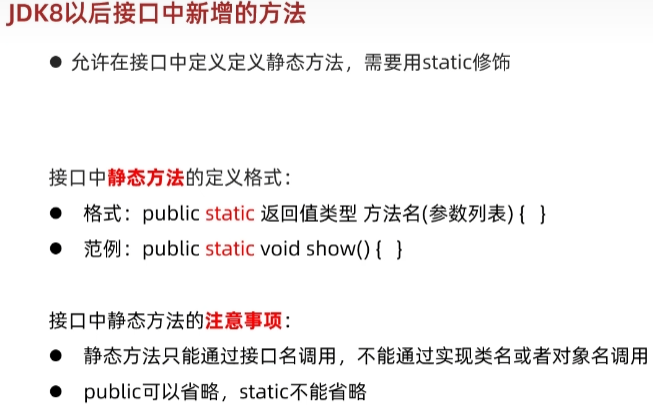 JDK8以后接口中新增的方法
● 允许在接口中定义定义静态方法，需要用static修饰
接口中静态方法的定义格式：
● 格式：public static 返回值类型 方法名(参数列表) { }
● 范例：public static void show() { }
接口中静态方法的注意事项：
● 静态方法只能通过接口名调用，不能通过实现类名或者对象名调用
● public可以省略，static不能省略